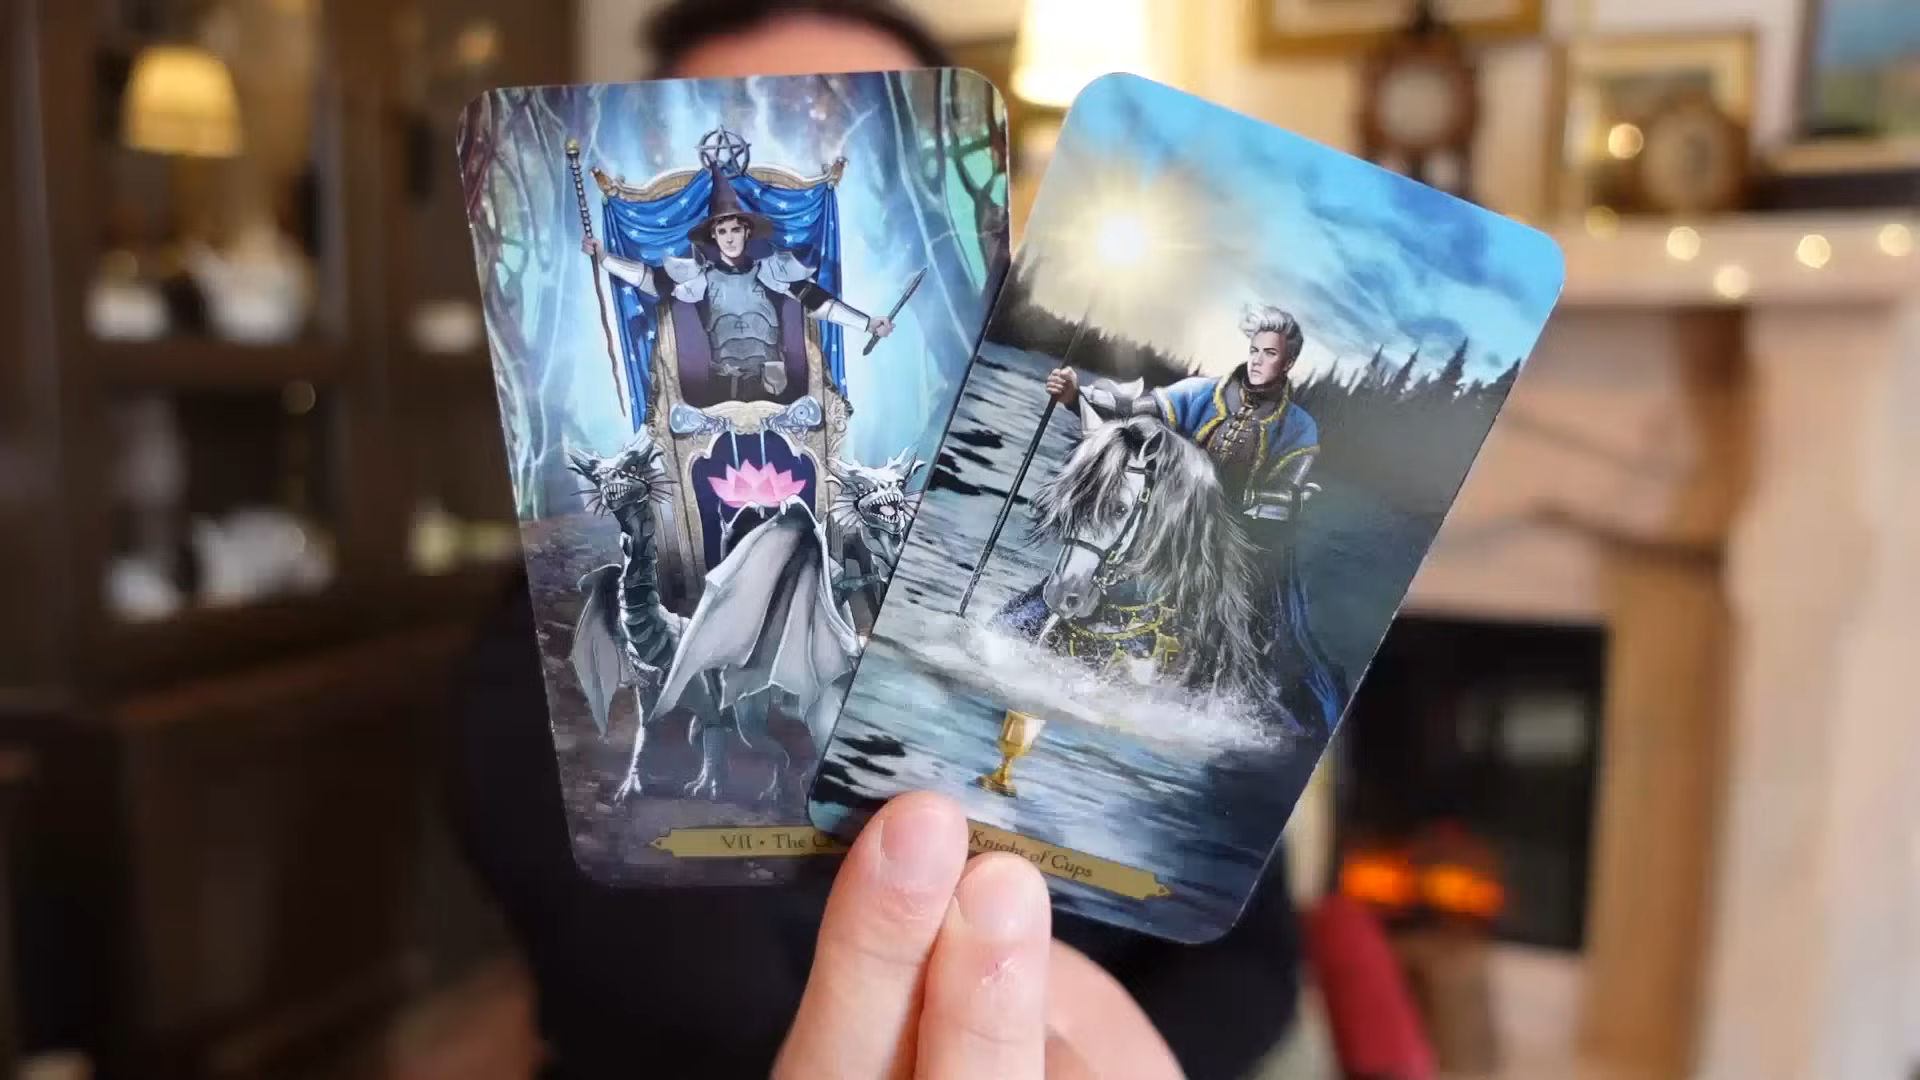 VII • The
Knight of Cups